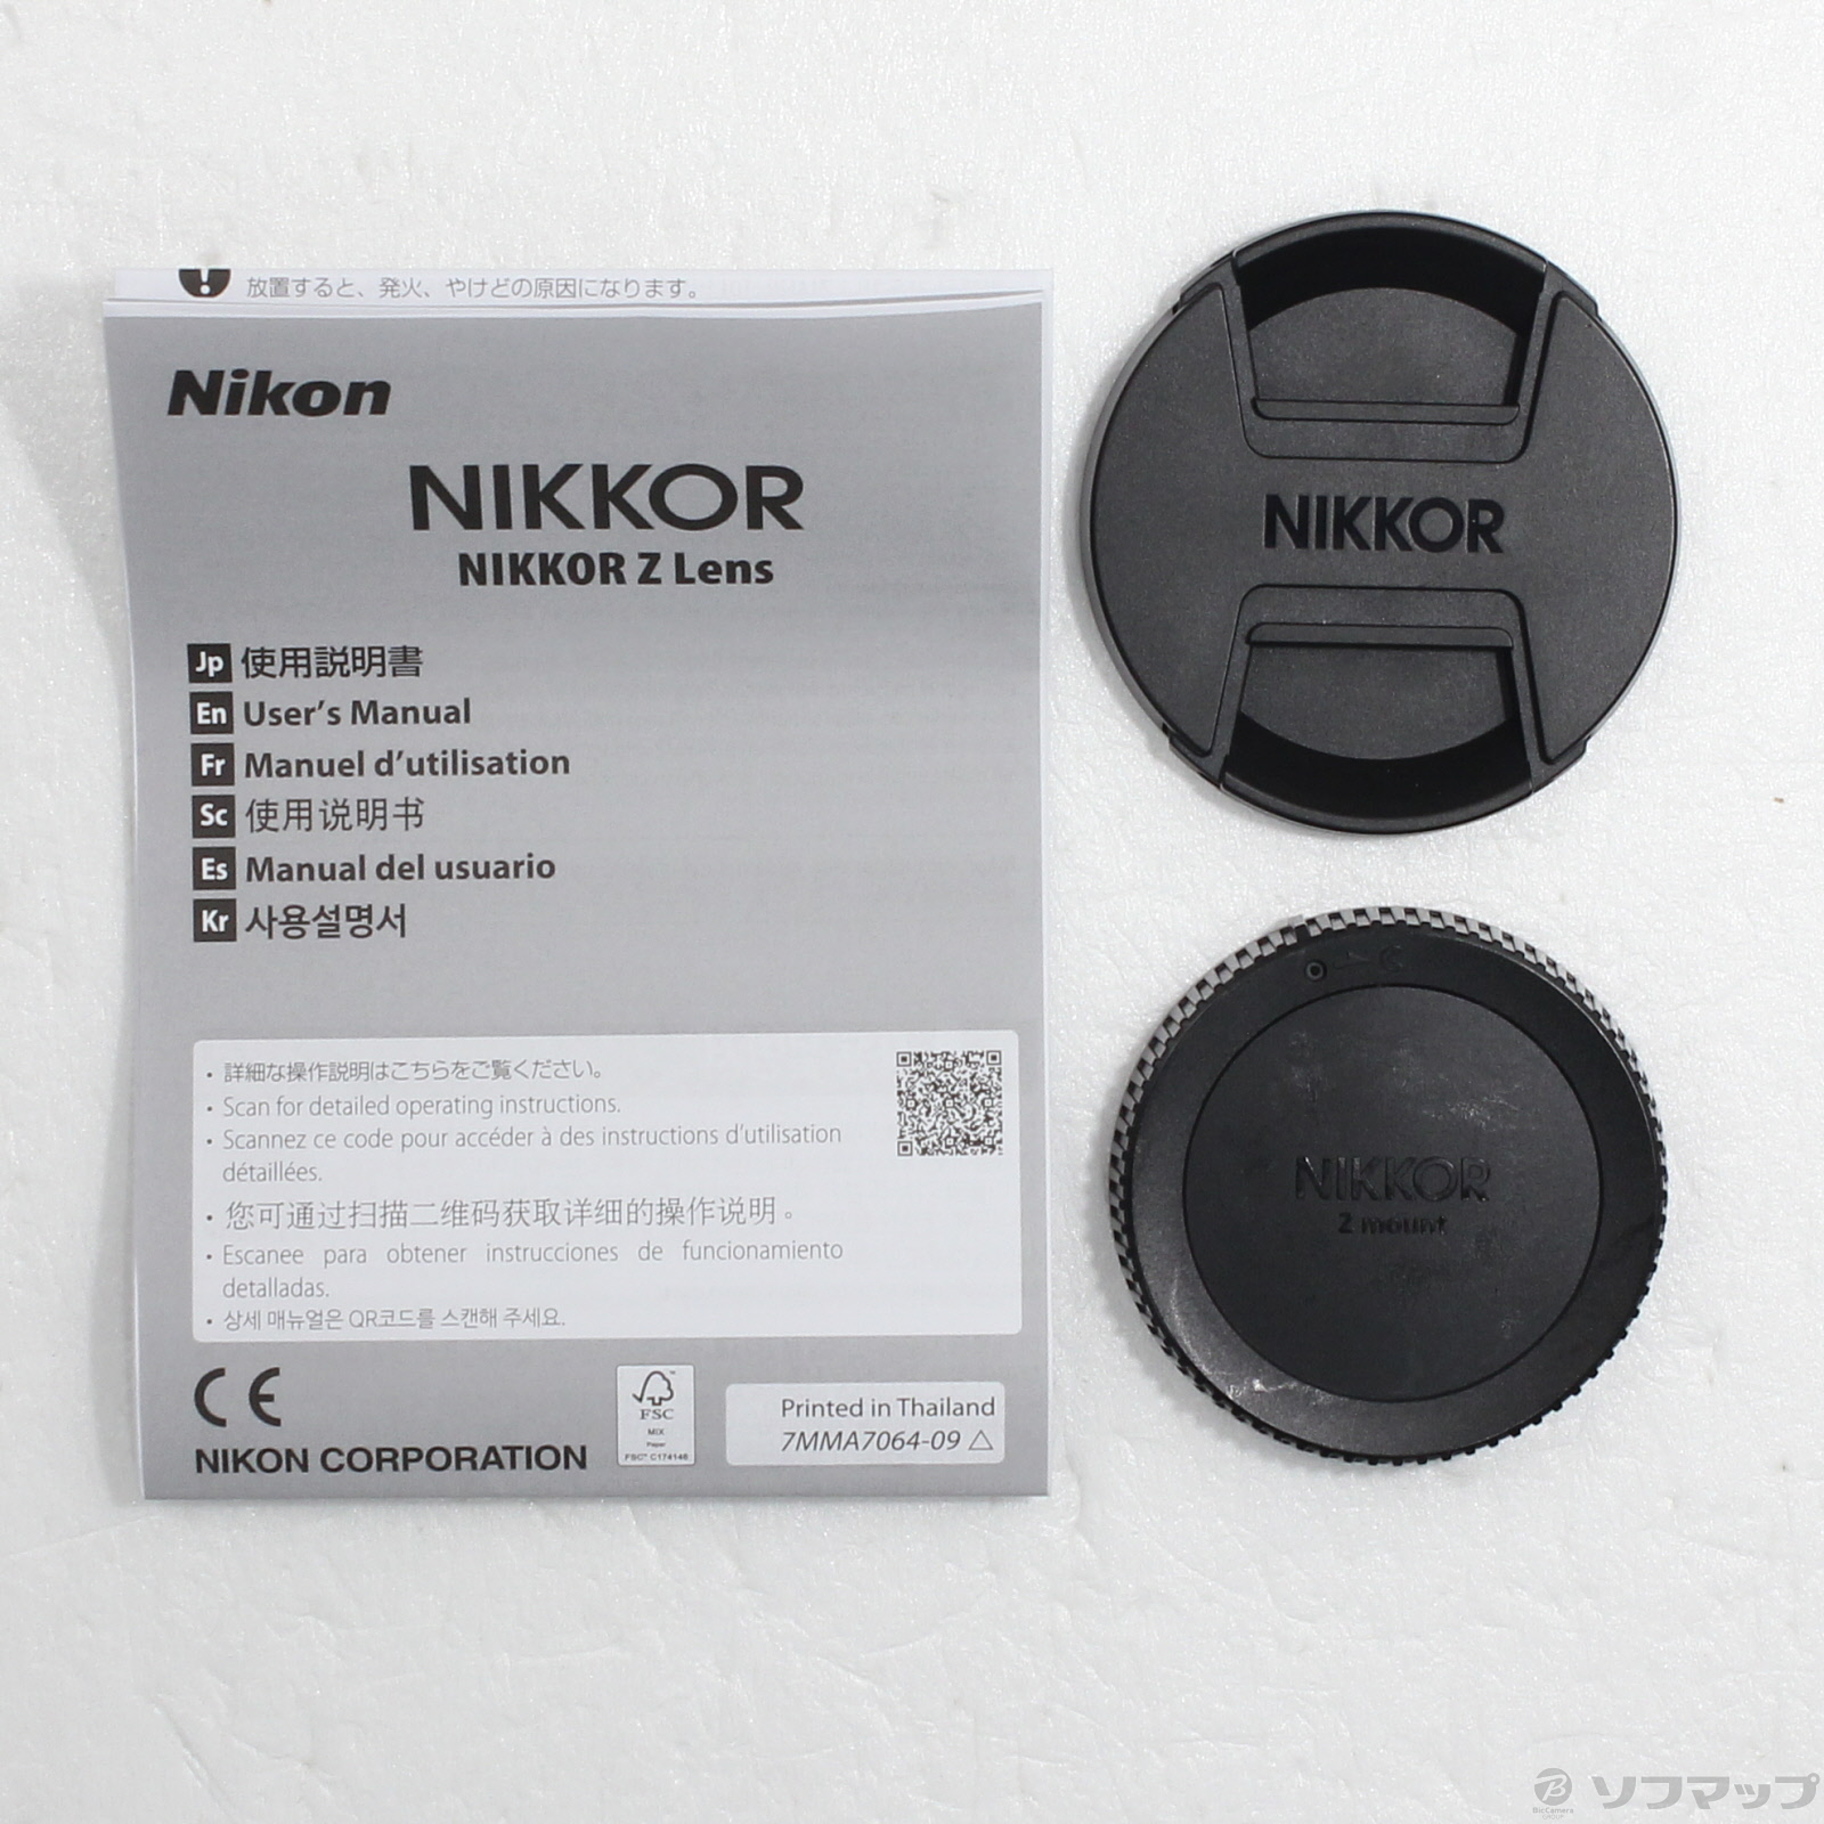 放置すると、発火、やけどの原因になります。
Nikon
NIKKOR
NIKKOR Z Lens
Jp 使用説明書
En User's Manual
Fr Manuel d'utilisation
Sc 使用说明书
Es Manual del usuario
Kr 사용설명서
・詳細な操作説明はこちらをご覧ください。
• Scan for detailed operating instructions.
• Scannez ce code pour accéder à des instructions d'utilisation
détaillées.
• 您可通过扫描二维码获取详细的操作说明。
• Escanee para obtener instrucciones de funcionamiento
detalladas.
• 상세 매뉴얼은 QR코드를 스캔해 주세요.
CE
NIKON CORPORATION
FSC
MIX
Paper
FSC™ C174146
Printed in Thailand
7MMA7064-09 △
NIKKOR
NIKKOR
Z mount
B
BicCamera
GROUP
ソフマップ